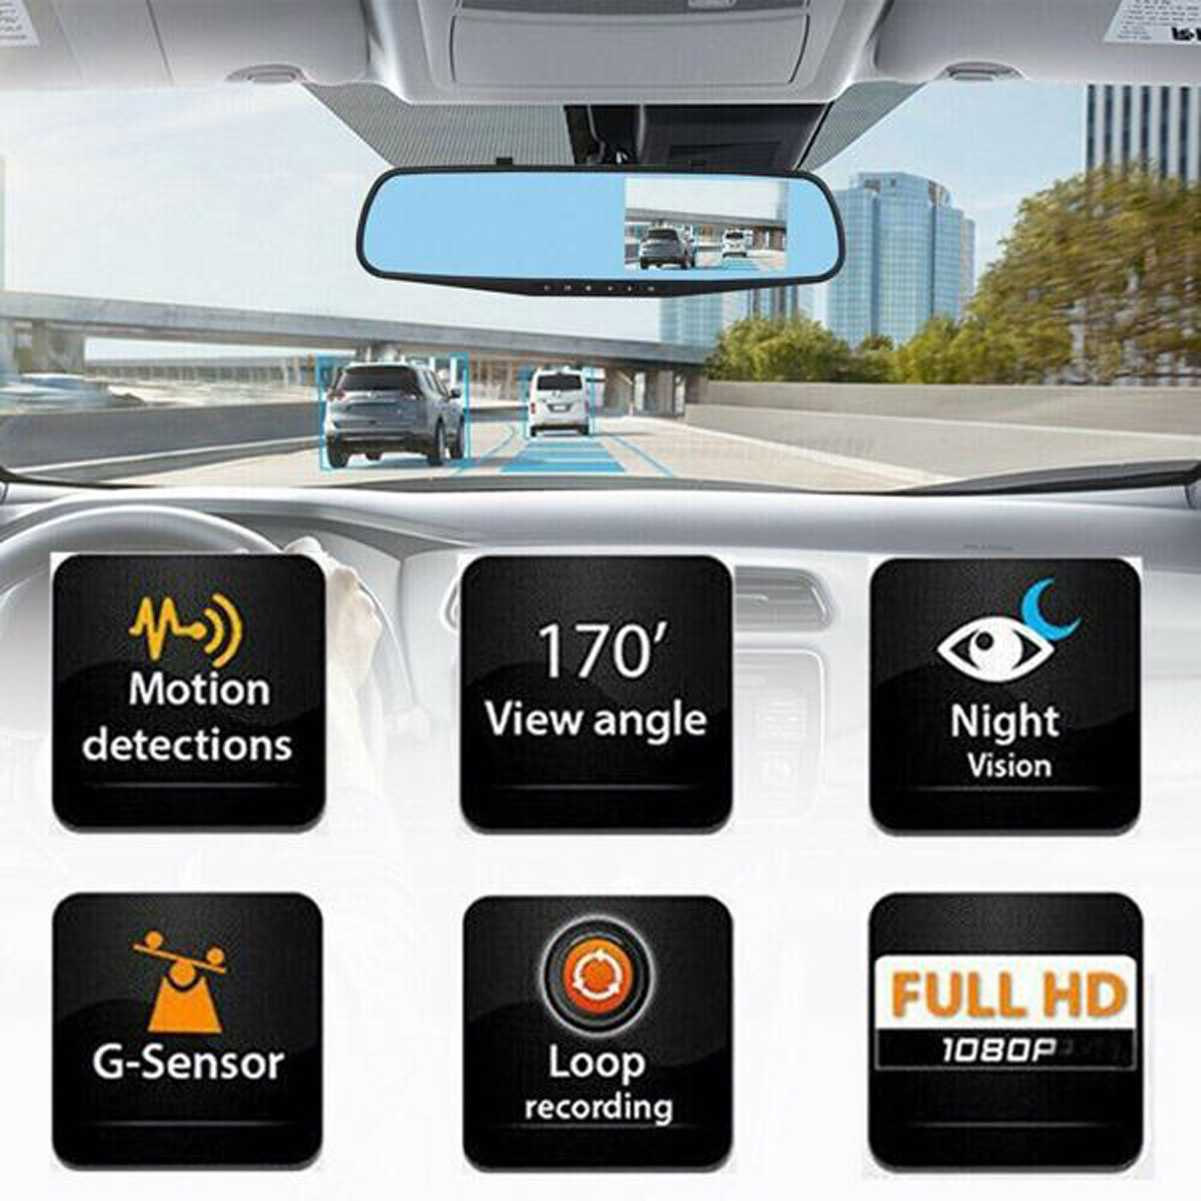 Motion
detections
170′
View angle
Night
Vision
G-Sensor
Loop
recording
FULL HD
1080P